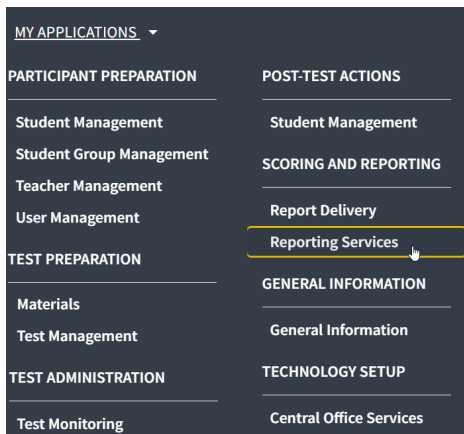 MY APPLICATIONS
PARTICIPANT PREPARATION
Student Management
Student Group Management
Teacher Management
User Management
TEST PREPARATION
Materials
Test Management
TEST ADMINISTRATION
Test Monitoring
POST-TEST ACTIONS
Student Management
SCORING AND REPORTING
Report Delivery
Reporting Services
GENERAL INFORMATION
General Information
TECHNOLOGY SETUP
Central Office Services